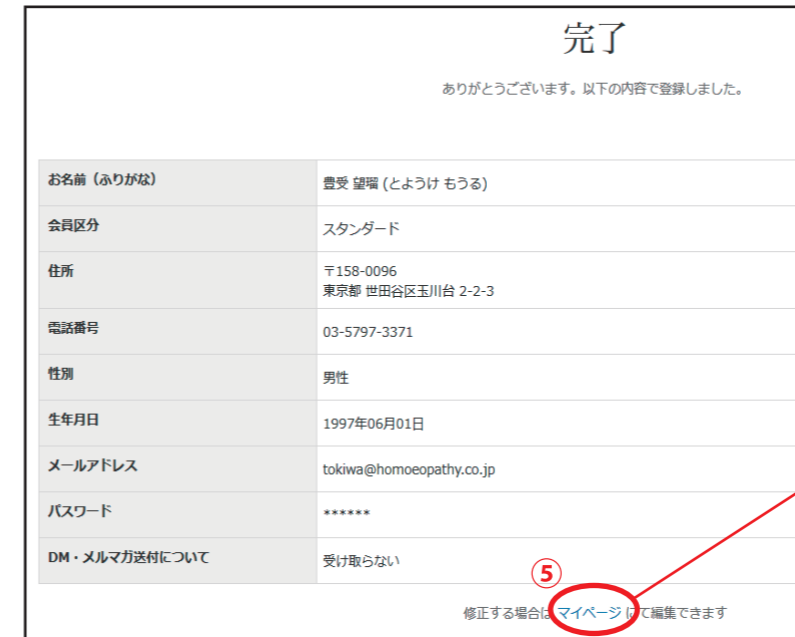 完了
ありがとうございます。以下の内容で登録しました。
お名前（ふりがな） 豊受 望瑠 (とようけ もうる)
会員区分 スタンダード
住所 〒158-0096
東京都 世田谷区玉川台 2-2-3
電話番号 03-5797-3371
性別 男性
生年月日 1997年06月01日
メールアドレス tokiwa@homoeopathy.co.jp
パスワード ******
DM・メルマガ送付について 受け取らない
⑤
修正する場合は マイページ にて編集できます